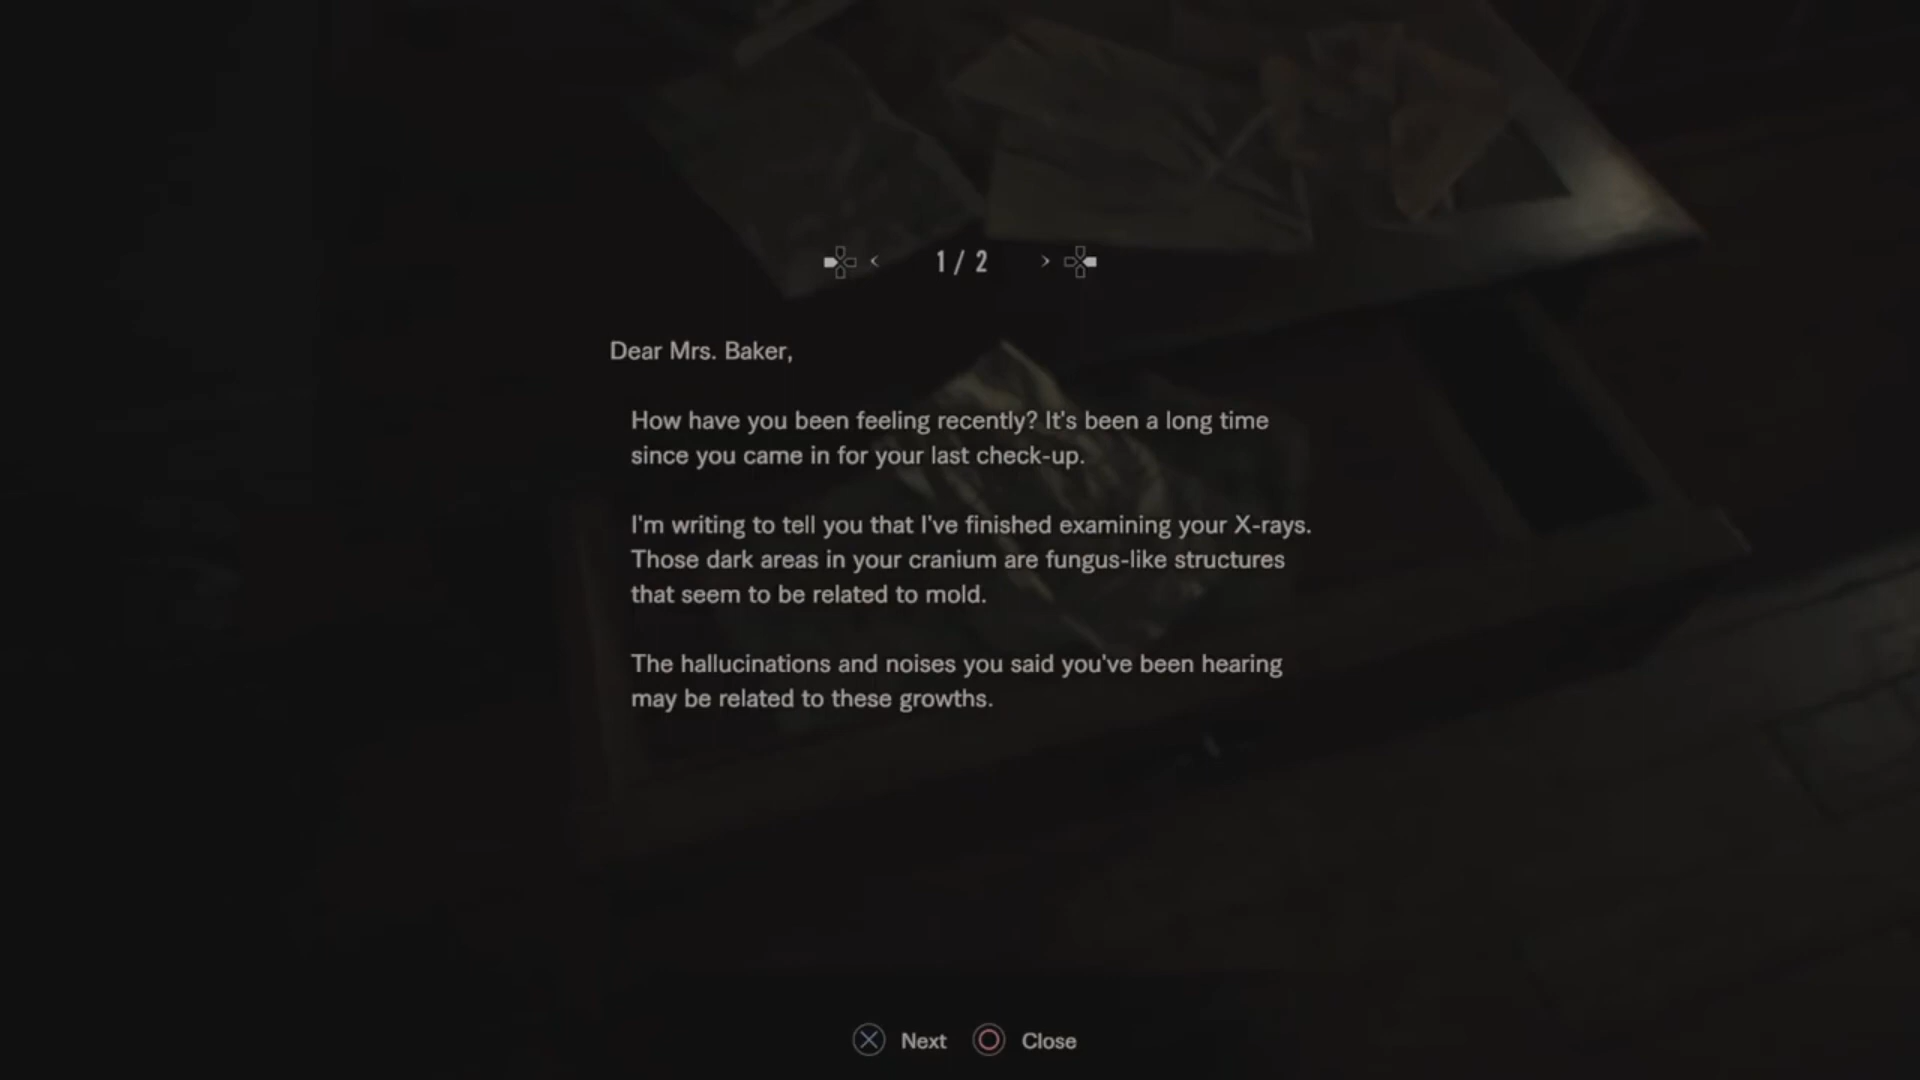 < 1 / 2 >
Dear Mrs. Baker,
How have you been feeling recently? It's been a long time
since you came in for your last check-up.
I'm writing to tell you that I've finished examining your X-rays.
Those dark areas in your cranium are fungus-like structures
that seem to be related to mold.
The hallucinations and noises you said you've been hearing
may be related to these growths.
Next Close